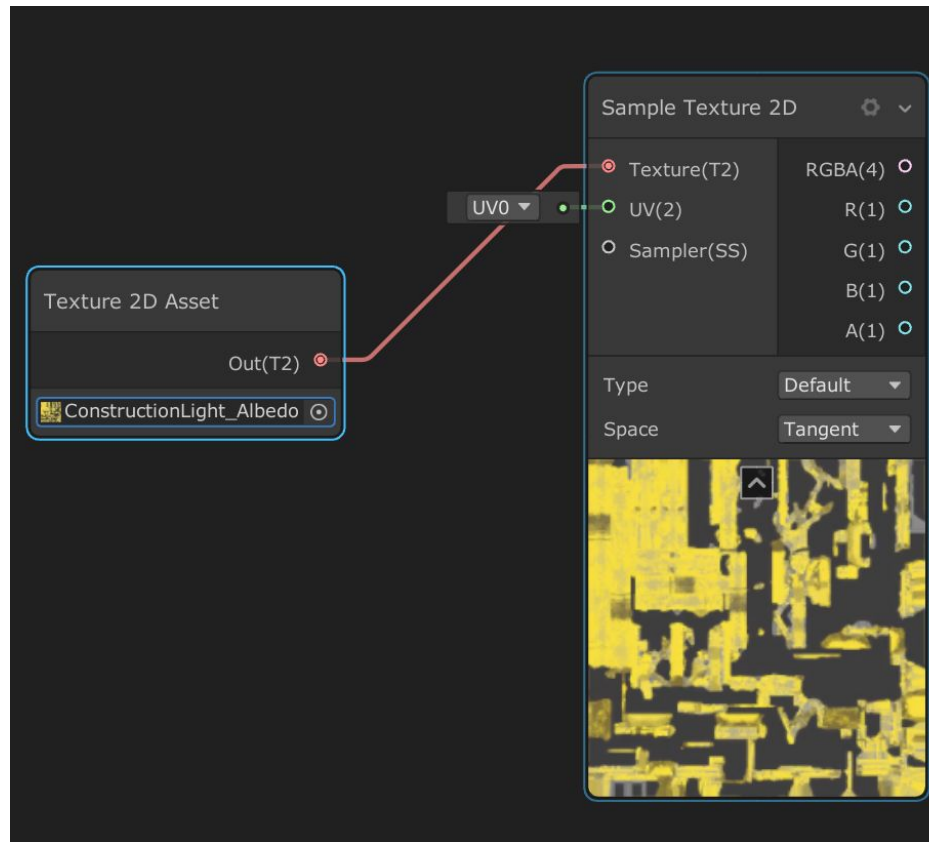 Sample Texture 2D
Texture(T2)
RGBA(4)
UV0
UV(2)
R(1)
Sampler(SS)
G(1)
B(1)
A(1)
Texture 2D Asset
Out(T2)
ConstructionLight_Albedo
Type
Default
Space
Tangent